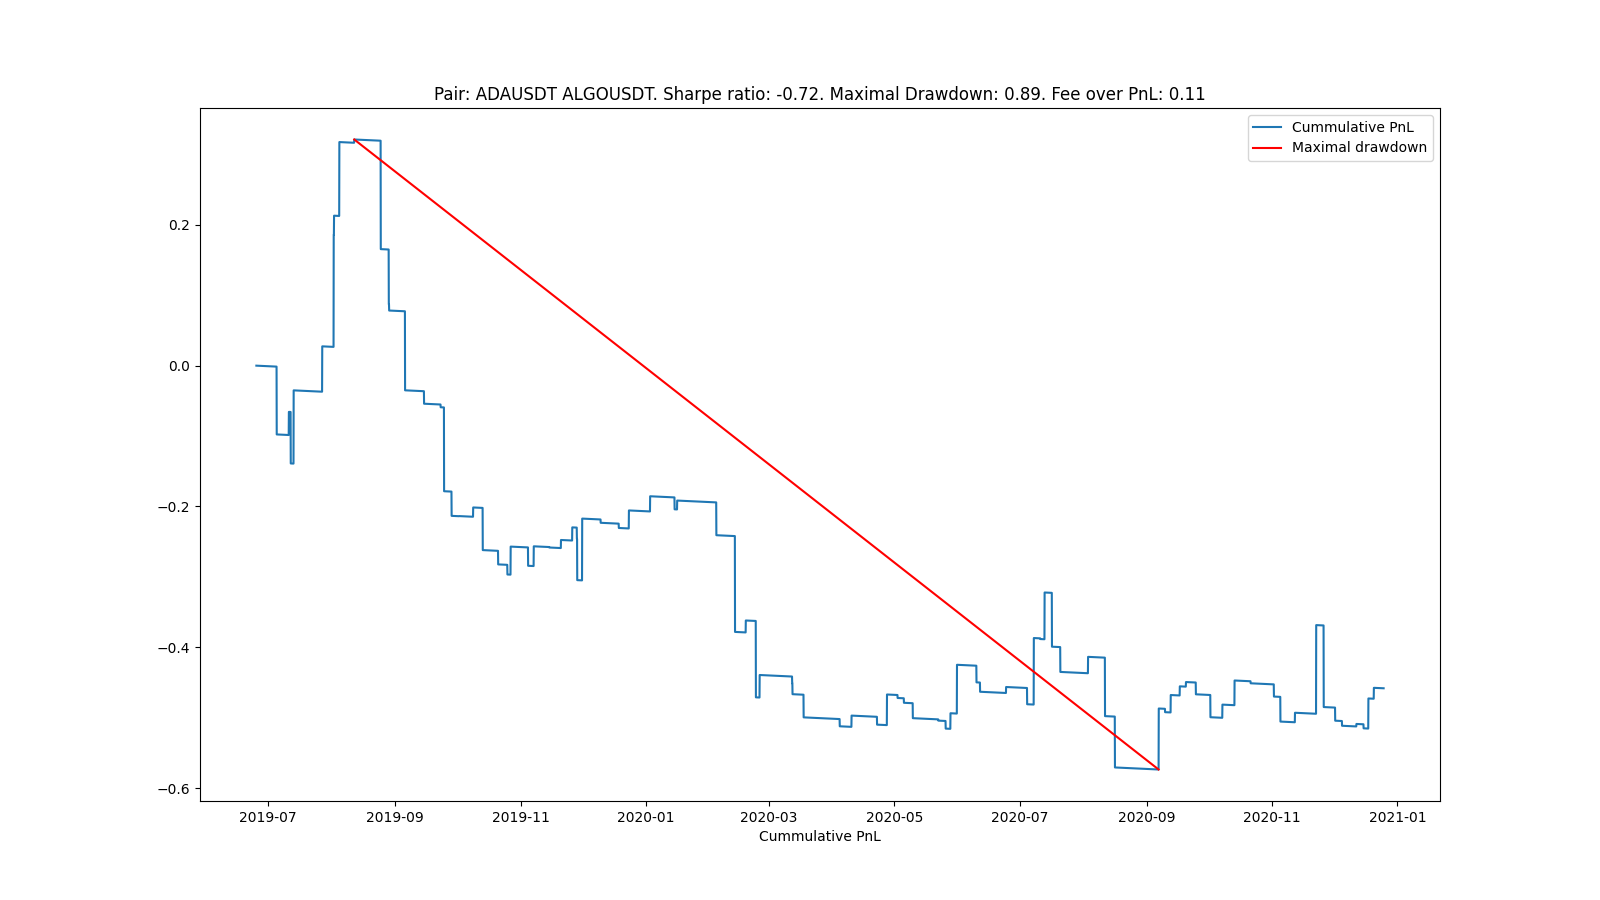 Pair: ADAUSDT ALGOUSDT. Sharpe ratio: -0.72. Maximal Drawdown: 0.89. Fee over PnL: 0.11
Cummulative PnL
Maximal drawdown
0.2
0.0
−0.2
−0.4
−0.6
2019-07 2019-09 2019-11 2020-01 2020-03 2020-05 2020-07 2020-09 2020-11 2021-01
Cummulative PnL